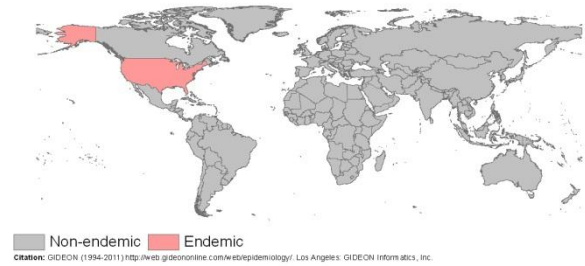 Non-endemic Endemic
Citation: GIDEON (1994-2011) http://web.gideononline.com/web/epidemiology/. Los Angeles: GIDEON Informatics, Inc.